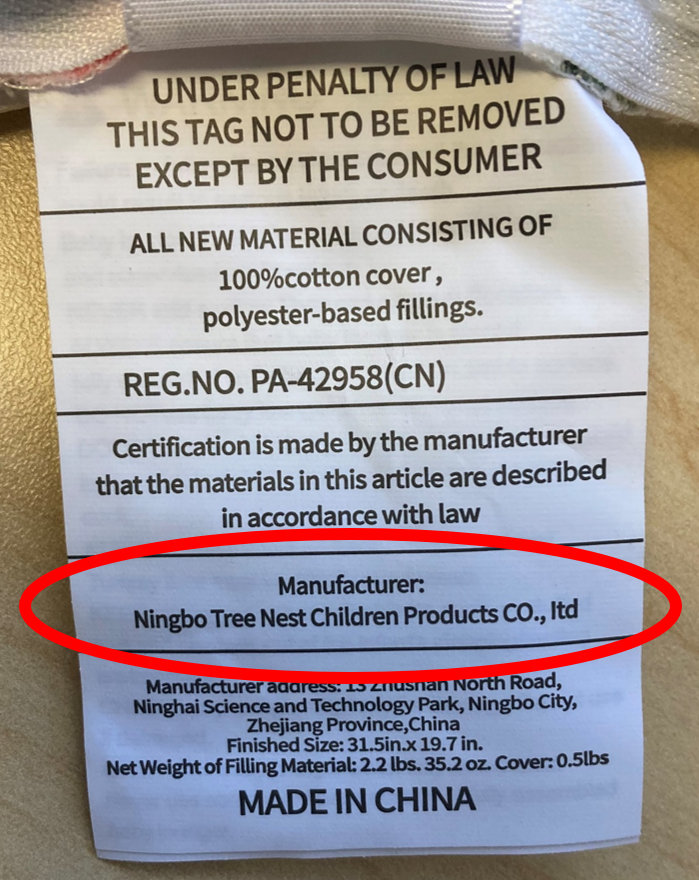 UNDER PENALTY OF LAW
THIS TAG NOT TO BE REMOVED
EXCEPT BY THE CONSUMER
ALL NEW MATERIAL CONSISTING OF
100%cotton cover,
polyester-based fillings.
REG.NO. PA-42958(CN)
Certification is made by the manufacturer
that the materials in this article are described
in accordance with law
Manufacturer:
Ningbo Tree Nest Children Products CO., ltd
Manufacturer address: 13 Zhushan North Road,
Ninghai Science and Technology Park, Ningbo City,
Zhejiang Province,China
Finished Size: 31.5in.x 19.7 in.
Net Weight of Filling Material: 2.2 lbs. 35.2 oz. Cover: 0.5lbs
MADE IN CHINA